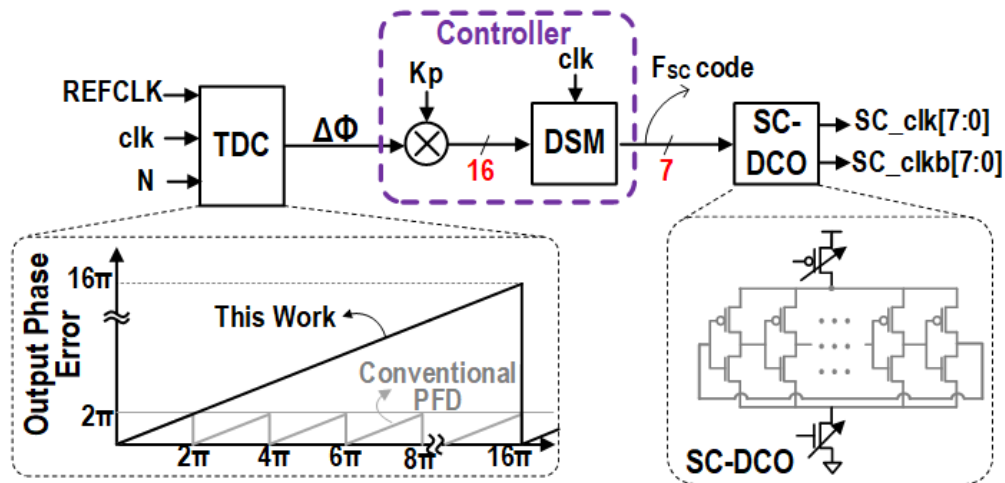 Controller
REFCLK
clk
N
TDC
ΔΦ
Kp
16
clk
DSM
FSC code
7
SC-
DCO
SC_clk[7:0]
SC_clkb[7:0]
Output Phase
Error
16π
2π
This Work
Conventional
PFD
2π
4π
6π
8π
16π
SC-DCO